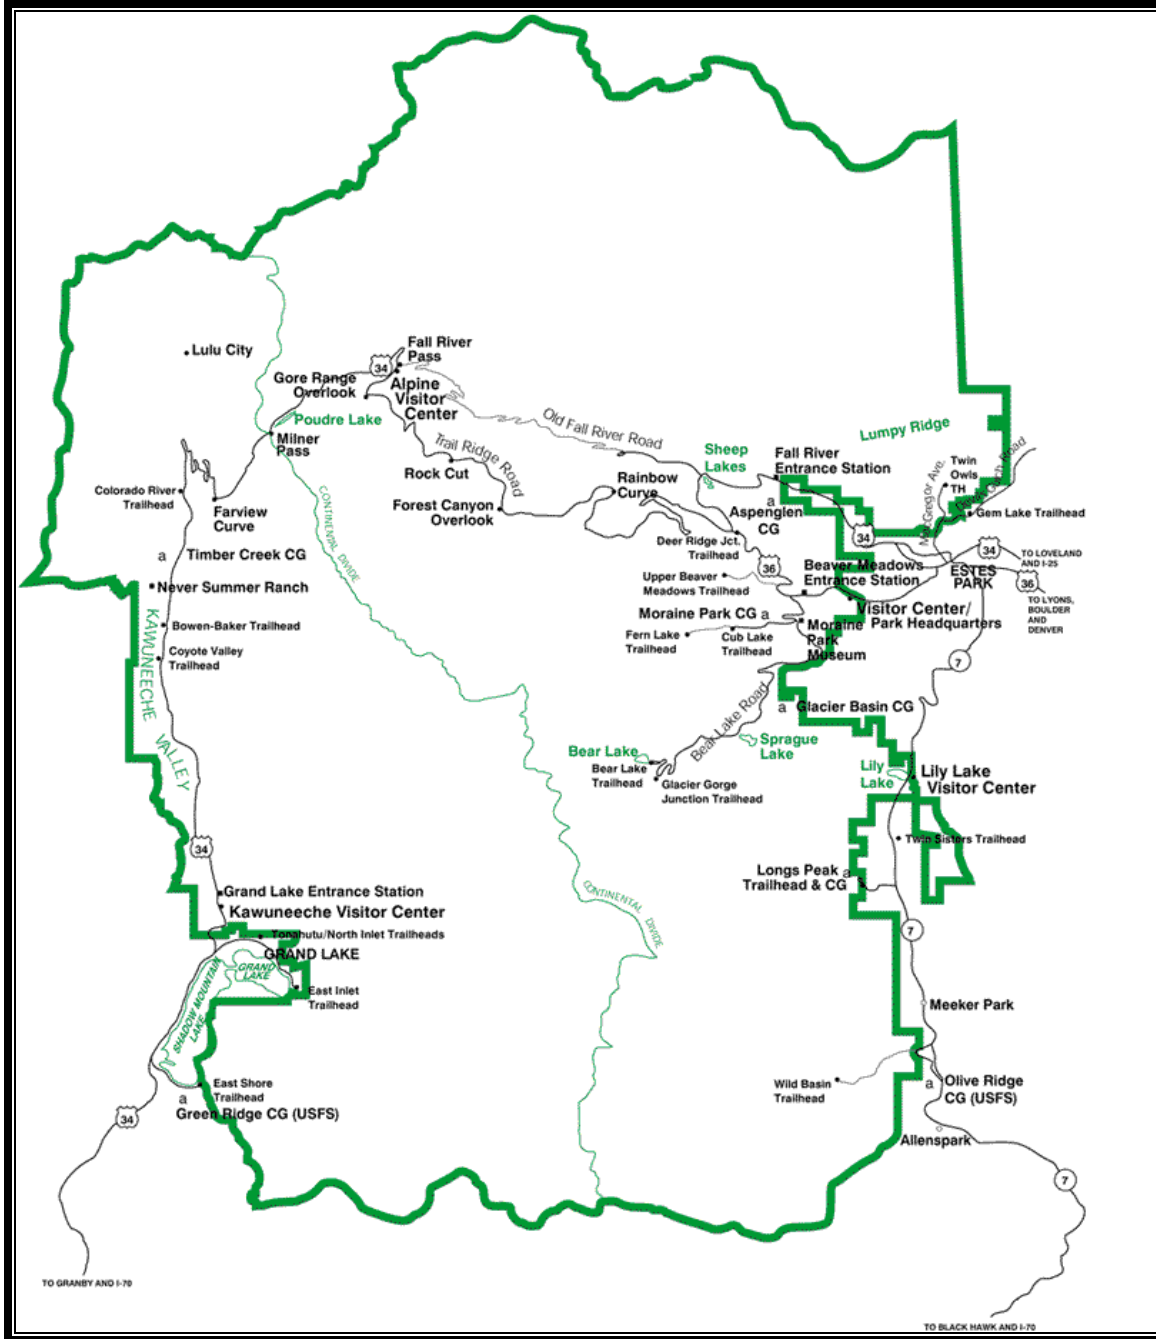 Lulu City
Fall River
Pass
34
Gore Range
Overlook
Alpine
Visitor
Center
Poudre Lake
Milner
Pass
Old Fall River Road
Trail Ridge Road
Rock Cut
Forest Canyon
Overlook
Rainbow
Curve
Sheep
Lakes
Fall River
Entrance Station
Lumpy Ridge
Twin
Owls
TH
MacGregor Ave.
Devils Gulch Road
Gem Lake Trailhead
Colorado River
Trailhead
Farview
Curve
a
Aspenglen
CG
CONTINENTAL DIVIDE
Deer Ridge Jct.
Trailhead
34
34
TO LOVELAND
AND I-25
a
Timber Creek CG
Never Summer Ranch
36
Upper Beaver
Meadows Trailhead
Beaver Meadows
Entrance Station
ESTES
PARK
36
TO LYONS,
BOULDER
AND
DENVER
Moraine Park CG a
Visitor Center/
Park Headquarters
Bowen-Baker Trailhead
Fern Lake
Trailhead
Cub Lake
Trailhead
Moraine
Park
Museum
Coyote Valley
Trailhead
KAWUNEECHE VALLEY
7
Bear Lake Road
a
Glacier Basin CG
Bear Lake
Bear Lake
Trailhead
Sprague
Lake
Glacier Gorge
Junction Trailhead
Lily
Lake
Lily Lake
Visitor Center
Twin Sisters Trailhead
34
Longs Peak
Trailhead & CG
a
Grand Lake Entrance Station
Kawuneeche Visitor Center
CONTINENTAL DIVIDE
7
Tonahutu/North Inlet Trailheads
GRAND LAKE
GRAND
LAKE
SHADOW MOUNTAIN
LAKE
East Inlet
Trailhead
Meeker Park
East Shore
Trailhead
a
Green Ridge CG (USFS)
34
Wild Basin
Trailhead
a
Olive Ridge
CG (USFS)
Allenspark
7
TO GRANBY AND I-70
TO BLACK HAWK AND I-70